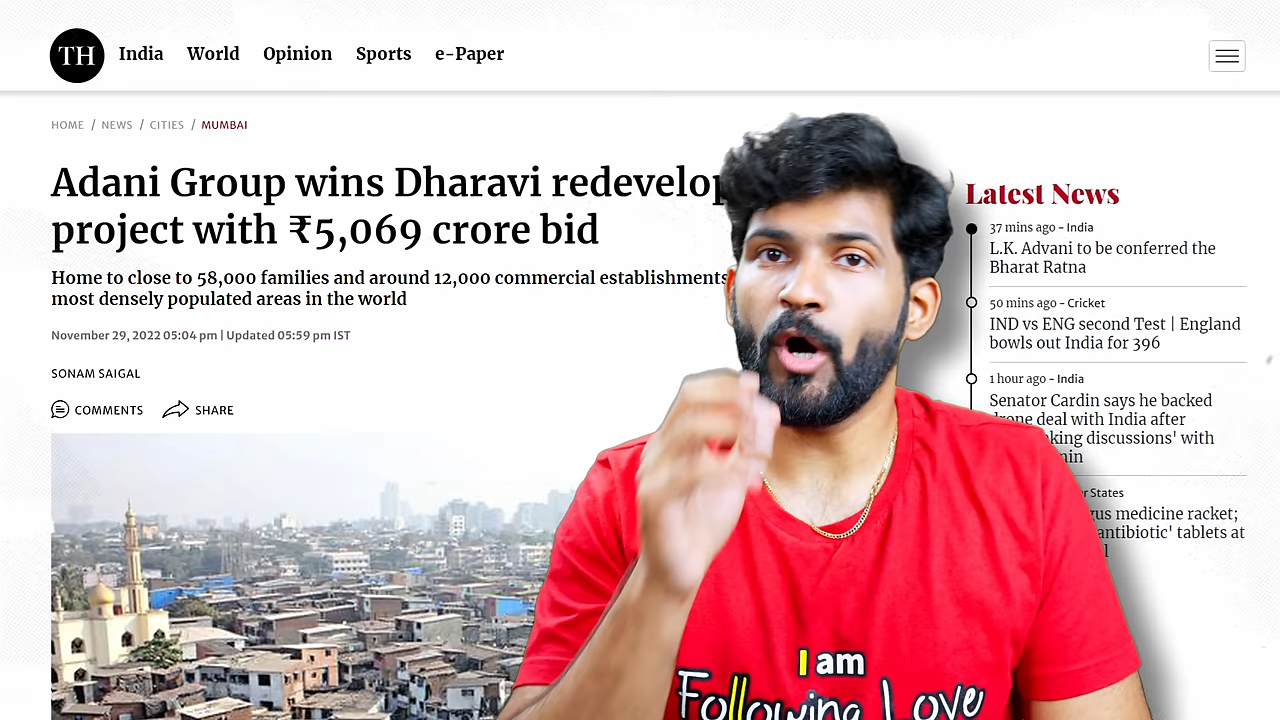 TH
India World Opinion Sports e-Paper
HOME / NEWS / CITIES / MUMBAI
Adani Group wins Dharavi
project with ₹5,069 crore bid
Home to close to 58,000 families and around 12,000 commercial establishments
most densely populated areas in the world
November 29, 2022 05:04 pm | Updated 05:59 pm IST
SONAM SAIGAL
COMMENTS SHARE
Latest News
37 mins ago - India
L.K. Advani to be conferred the
Bharat Ratna
50 mins ago - Cricket
IND vs ENG second Test | England
bowls out India for 396
1 hour ago - India
Senator Cardin says he backed
drone deal with India after
discussions' with
States
medicine racket;
antibiotic' tablets at
I am
Following Love